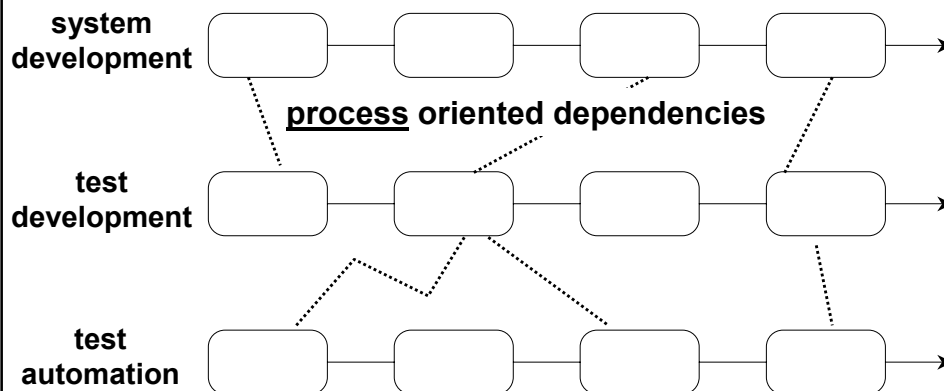 system
development
process oriented dependencies
test
development
test
automation